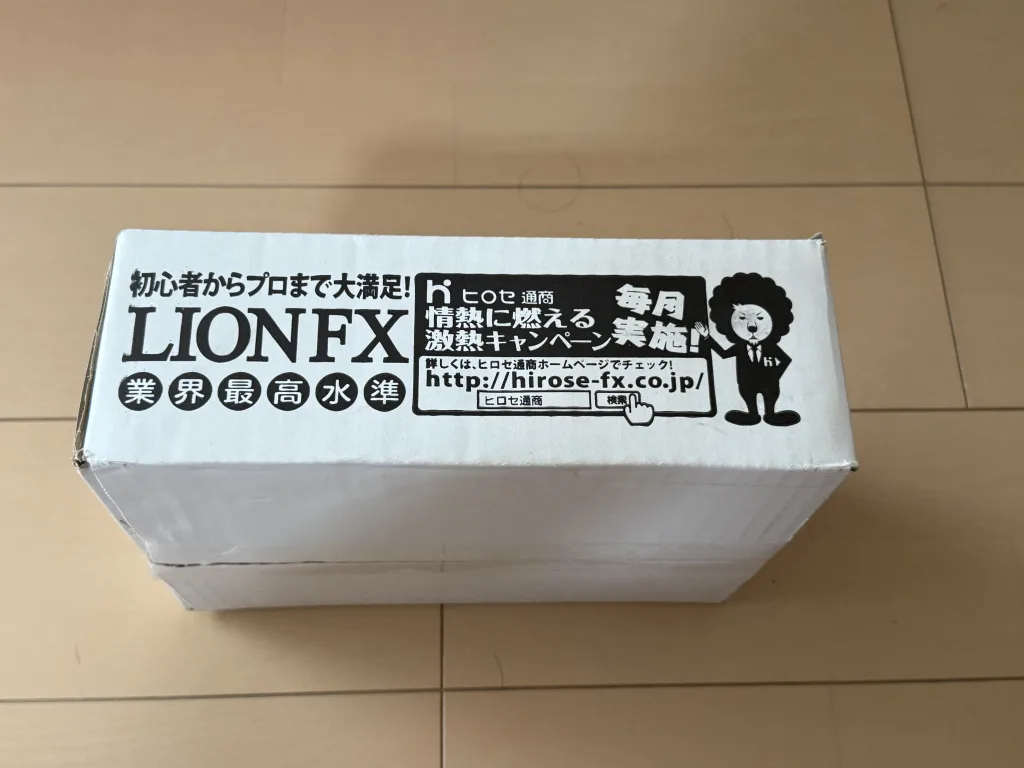 初心者からプロまで大満足!
LION FX
業界最高水準
h ヒロセ通商
情熱に燃える
激熱キャンペーン
毎月
実施!
詳しくは、ヒロセ通商ホームページでチェック!
http://hirose-fx.co.jp/
ヒロセ通商 検索
h